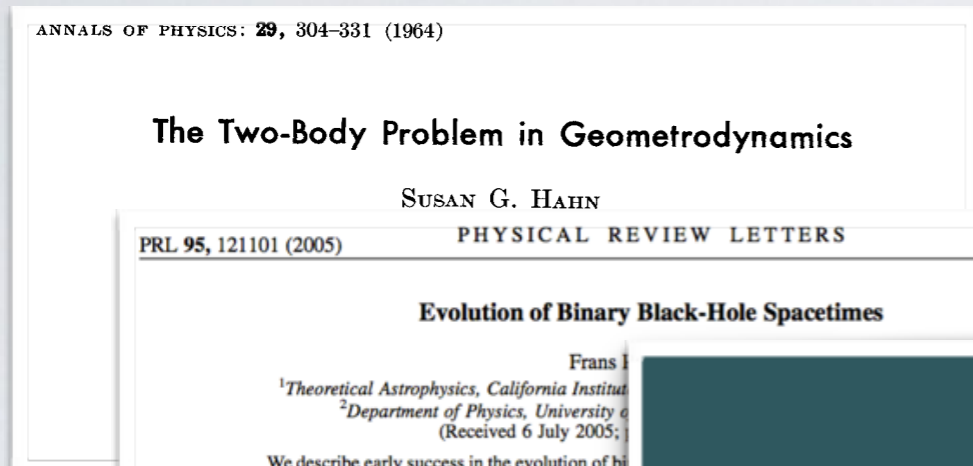 ANNALS OF PHYSICS: 29, 304–331 (1964)
The Two-Body Problem in Geometrodynamics
SUSAN G. HAHN
PRL 95, 121101 (2005)
PHYSICAL REVIEW LETTERS
Evolution of Binary Black-Hole Spacetimes
Frans
1Theoretical Astrophysics, California
2Department of Physics, University
(Received 6 July 2005;
We describe early success in the evolution of